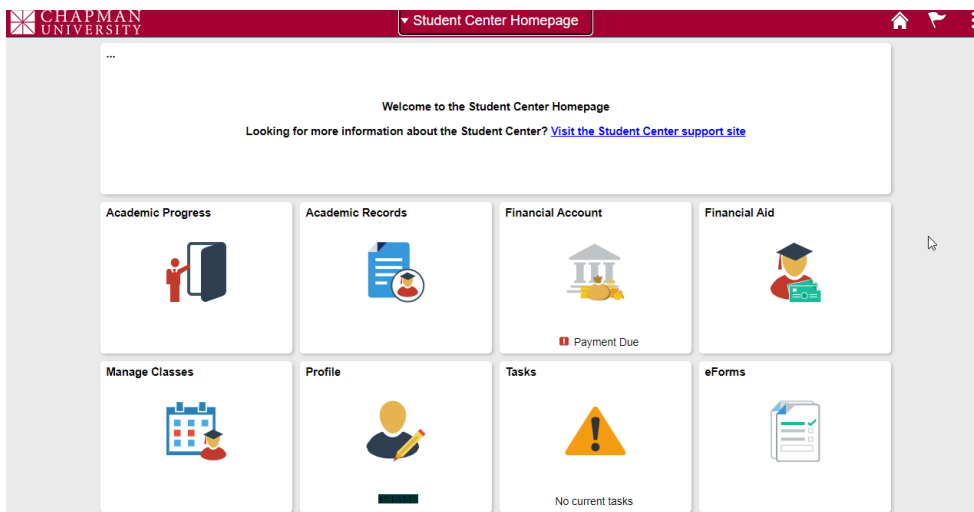 CHAPMAN
UNIVERSITY
Student Center Homepage
...
Welcome to the Student Center Homepage
Looking for more information about the Student Center? Visit the Student Center support site
Academic Progress
Academic Records
Financial Account
Financial Aid
! Payment Due
Manage Classes
Profile
Tasks
eForms
No current tasks